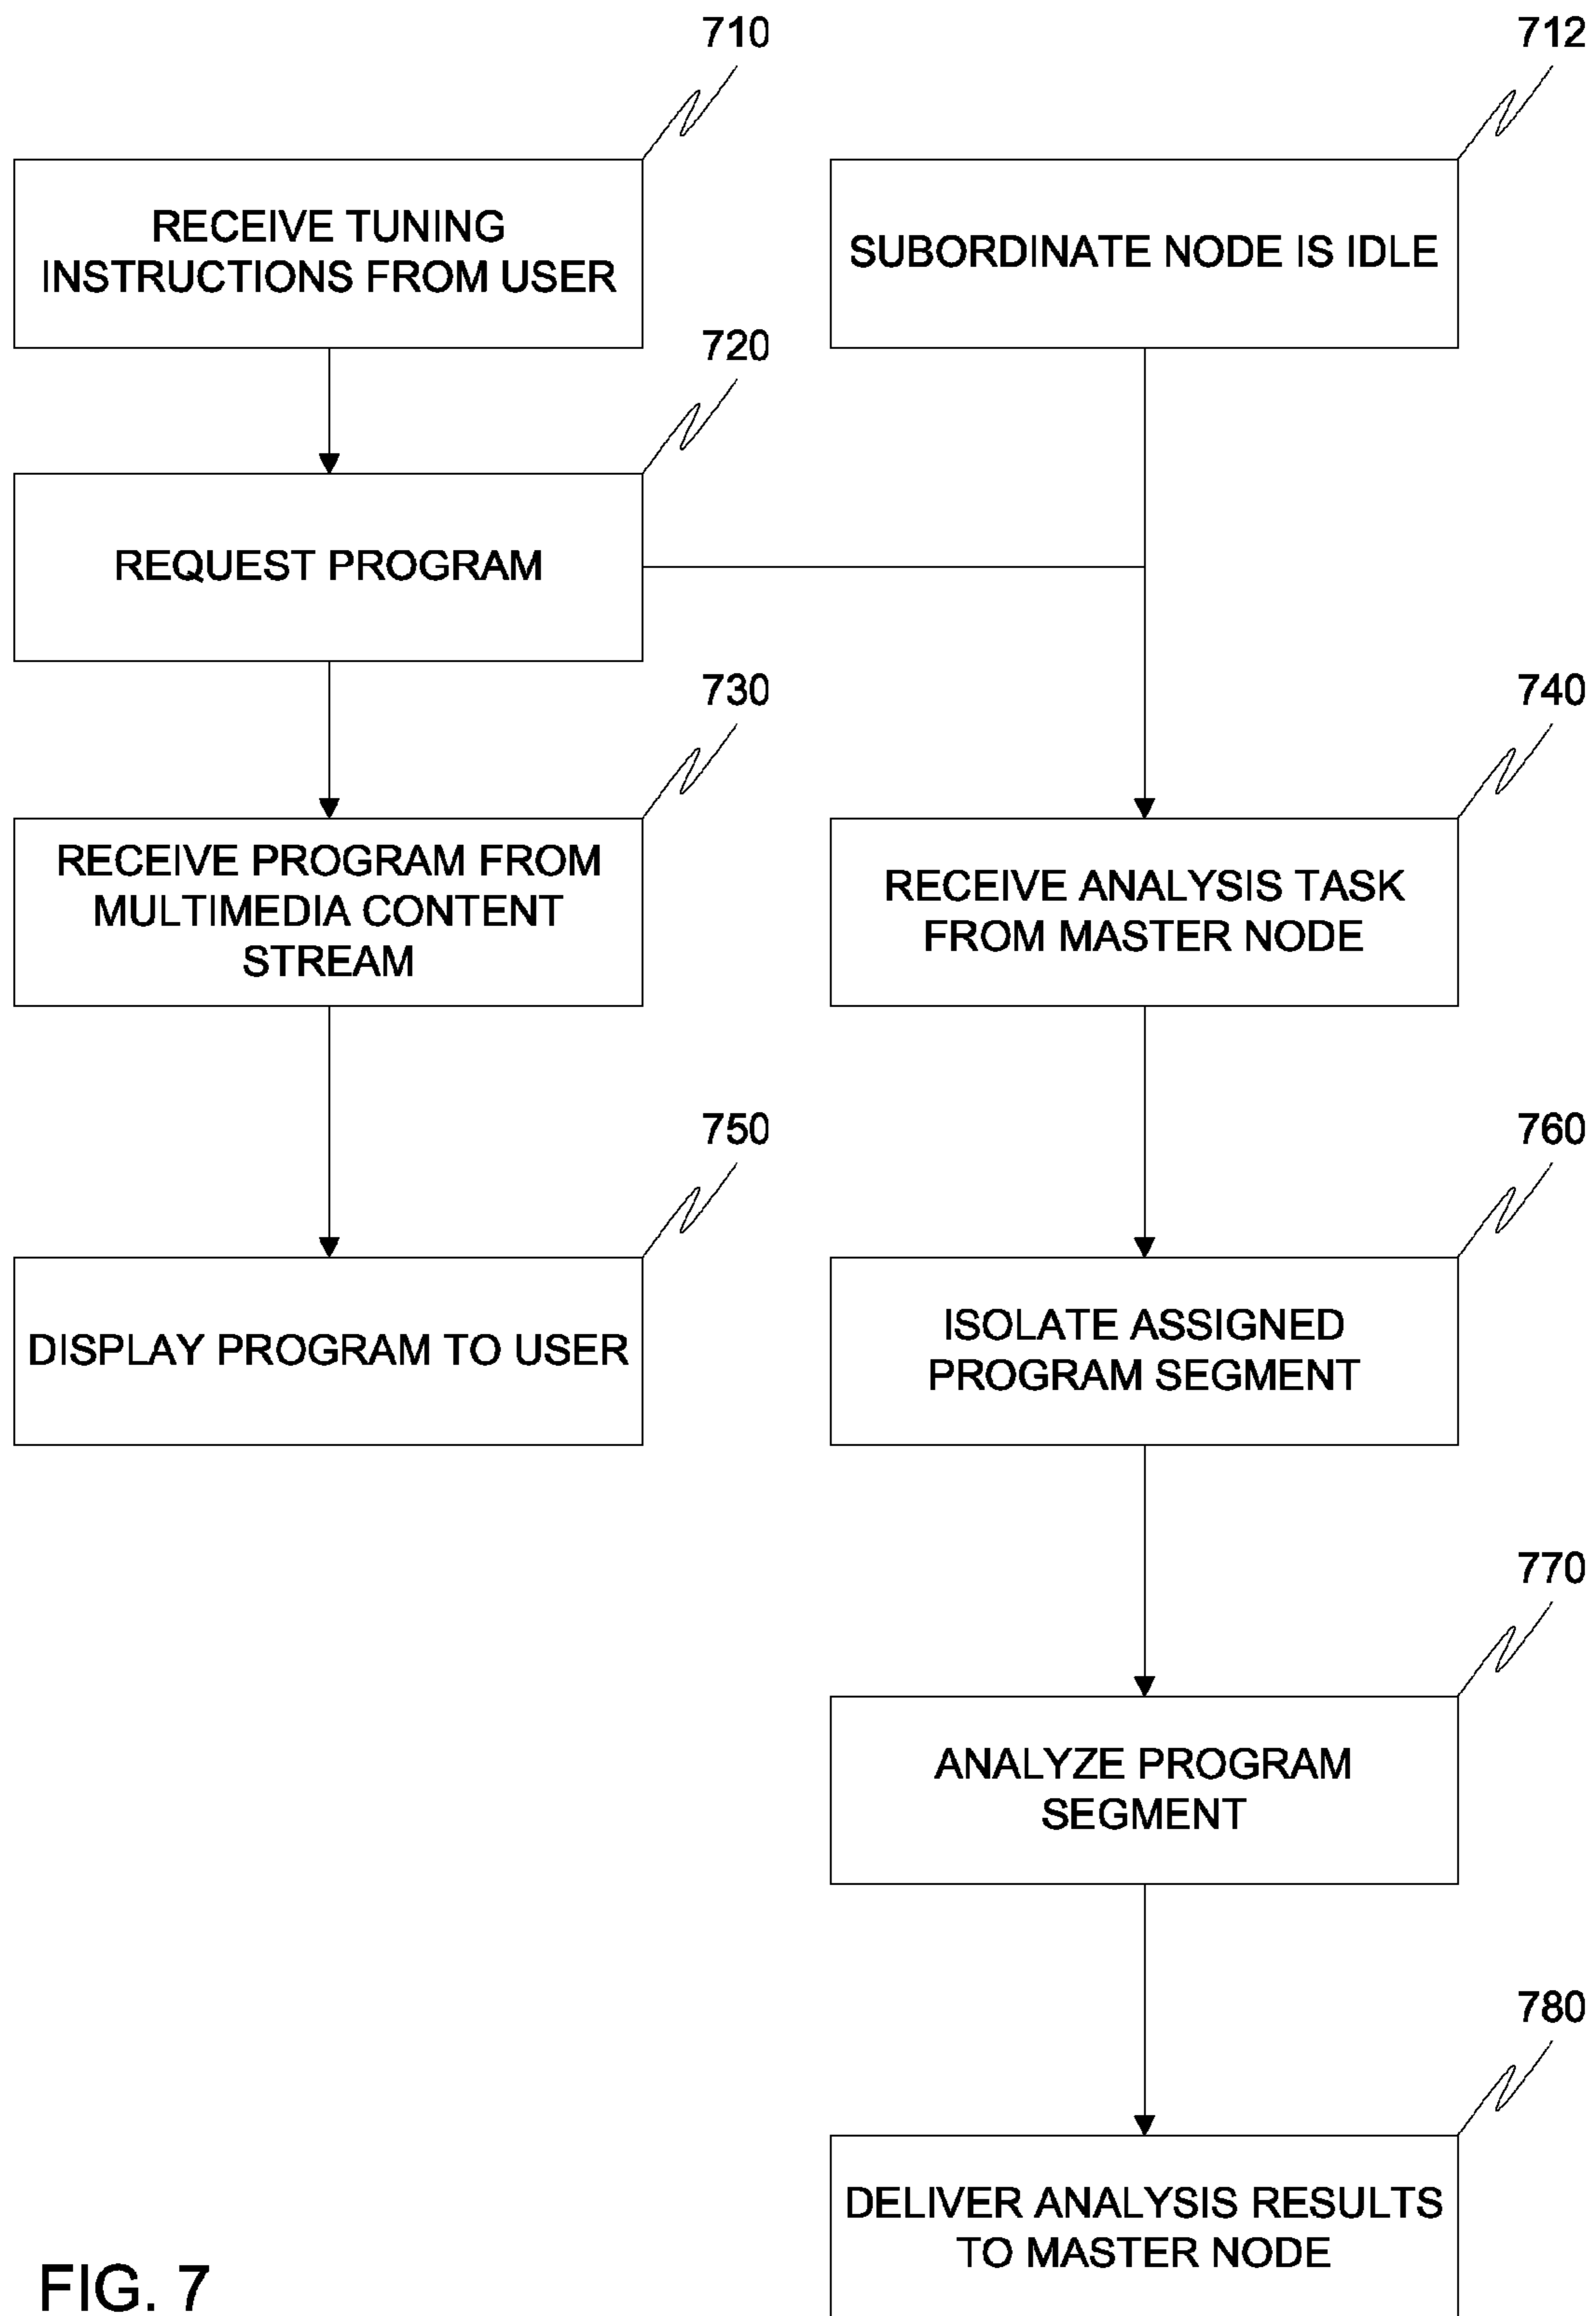 710
RECEIVE TUNING
INSTRUCTIONS FROM USER
712
SUBORDINATE NODE IS IDLE
720
REQUEST PROGRAM
730
RECEIVE PROGRAM FROM
MULTIMEDIA CONTENT
STREAM
740
RECEIVE ANALYSIS TASK
FROM MASTER NODE
750
DISPLAY PROGRAM TO USER
760
ISOLATE ASSIGNED
PROGRAM SEGMENT
770
ANALYZE PROGRAM
SEGMENT
780
DELIVER ANALYSIS RESULTS
TO MASTER NODE
FIG. 7